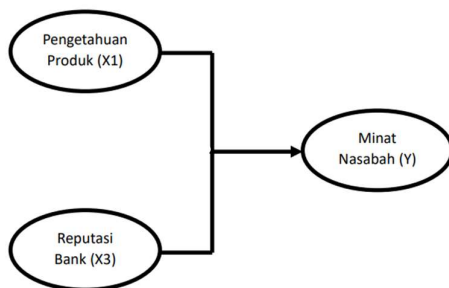 Pengetahuan
Produk (X1)
Minat
Nasabah (Y)
Reputasi
Bank (X3)